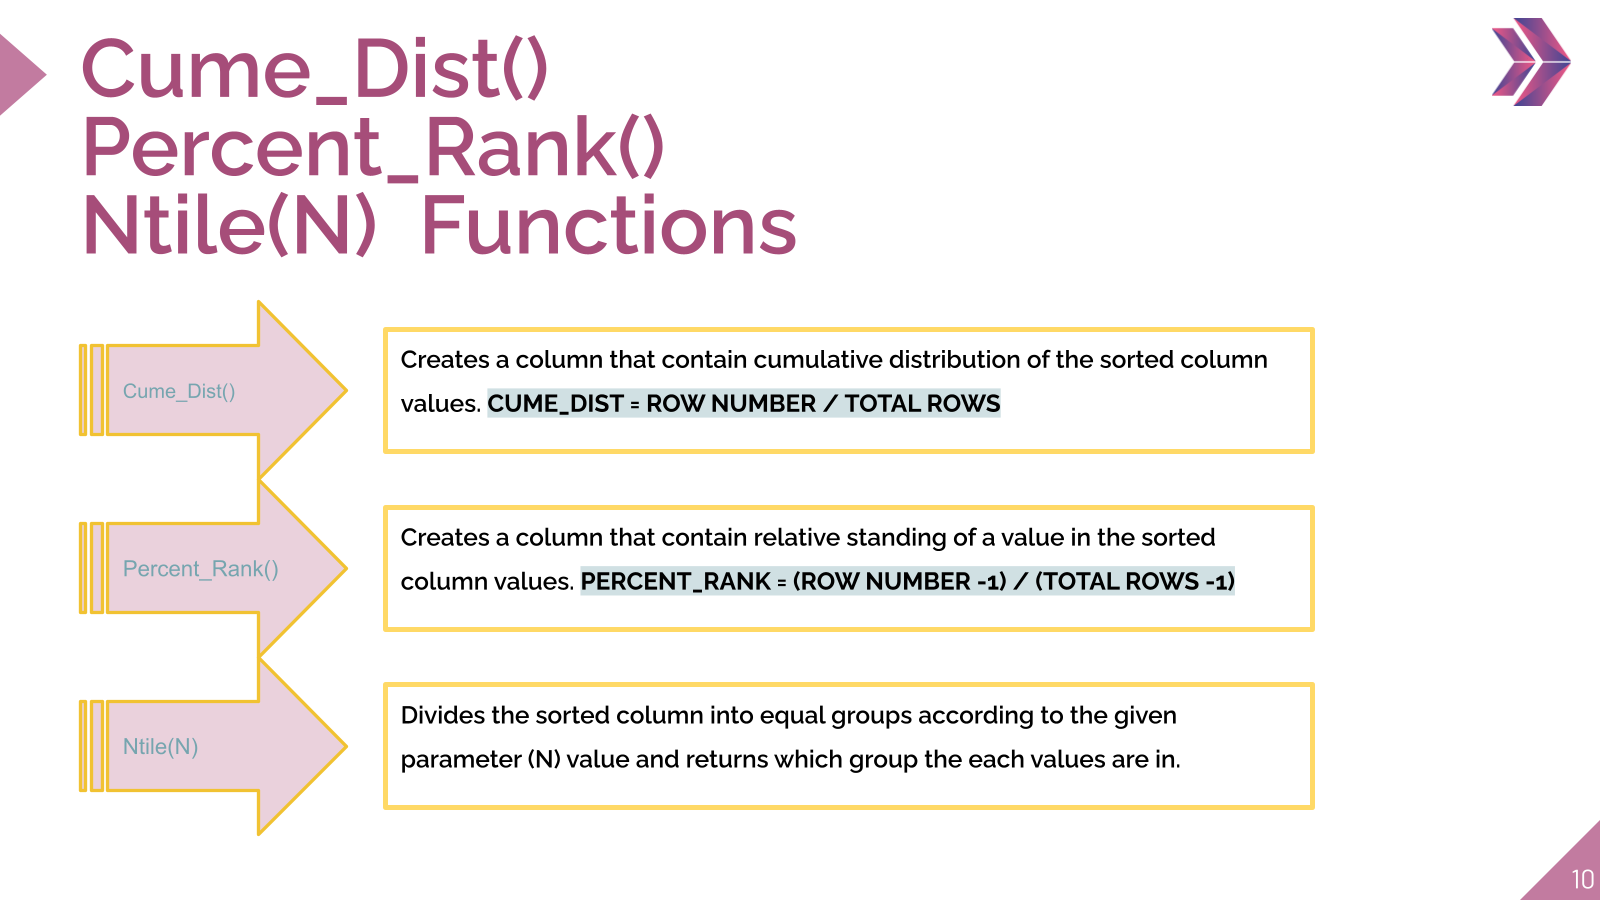 Cume_Dist()
Percent_Rank()
Ntile(N) Functions
Cume_Dist()
Creates a column that contain cumulative distribution of the sorted column
values. CUME_DIST = ROW NUMBER / TOTAL ROWS
Percent_Rank()
Creates a column that contain relative standing of a value in the sorted
column values. PERCENT_RANK = (ROW NUMBER -1) / (TOTAL ROWS -1)
Ntile(N)
Divides the sorted column into equal groups according to the given
parameter (N) value and returns which group the each values are in.
10